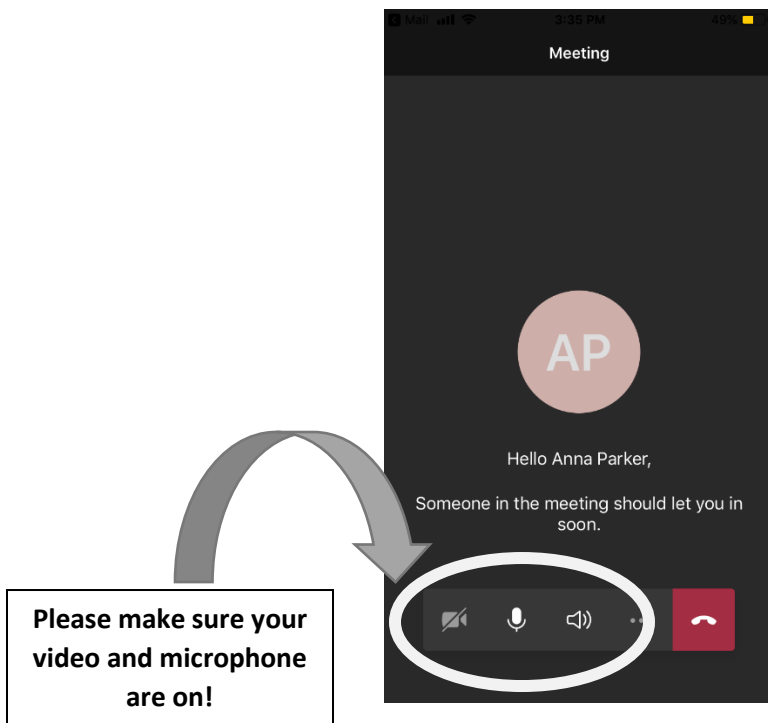 Mail 3:35 PM 49%
Meeting
AP
Hello Anna Parker,
Someone in the meeting should let you in
soon.
Please make sure your
video and microphone
are on!